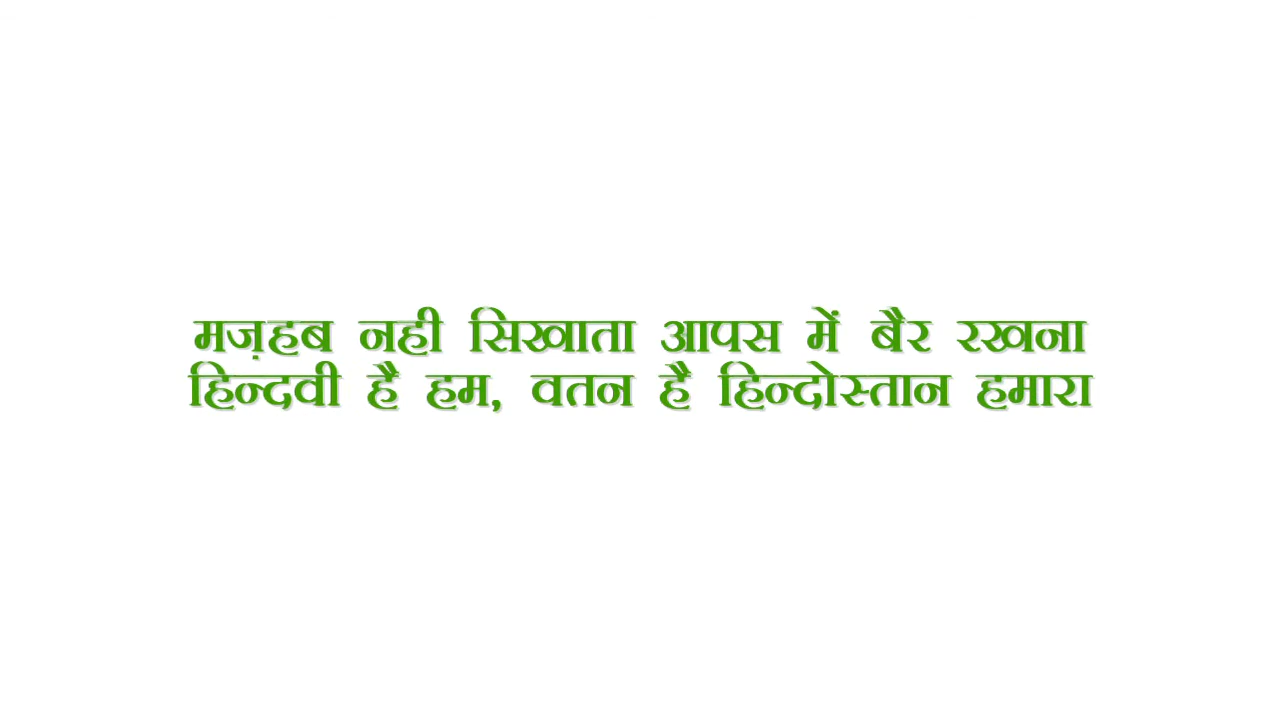 मज़हब नही सिखाता आपस में बैर रखना
हिन्दवी है हम, वतन है हिन्दोस्तान हमारा